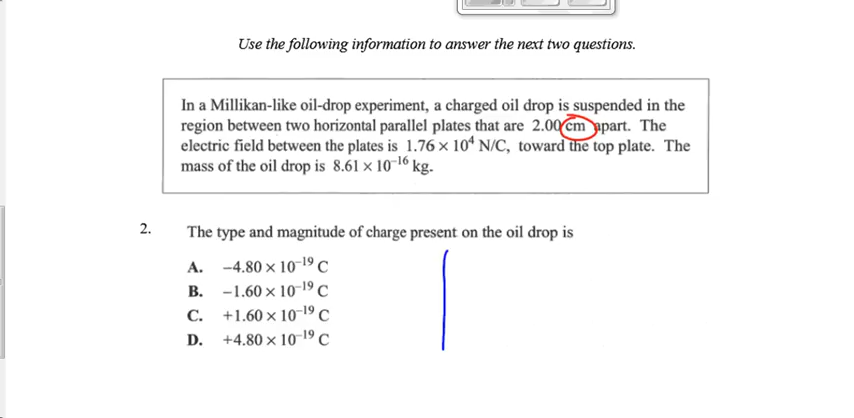 Use the following information to answer the next two questions.
In a Millikan-like oil-drop experiment, a charged oil drop is suspended in the
region between two horizontal parallel plates that are 2.00 cm apart. The
electric field between the plates is 1.76 × 10⁴ N/C, toward the top plate. The
mass of the oil drop is 8.61 × 10⁻¹⁶ kg.
2. The type and magnitude of charge present on the oil drop is
A. −4.80 × 10⁻¹⁹ C
B. −1.60 × 10⁻¹⁹ C
C. +1.60 × 10⁻¹⁹ C
D. +4.80 × 10⁻¹⁹ C